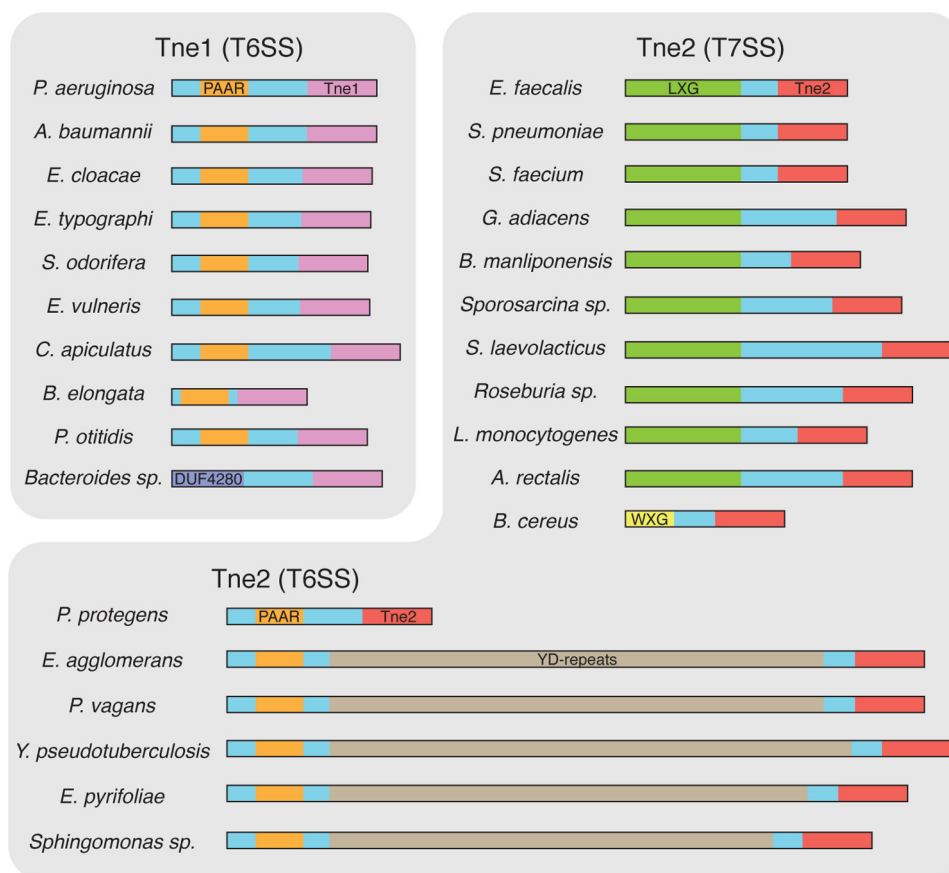 Tne1 (T6SS)
P. aeruginosa PAAR Tne1
A. baumannii
E. cloacae
E. typographi
S. odorifera
E. vulneris
C. apiculatus
B. elongata
P. otitidis
Bacteroides sp. DUF4280
Tne2 (T7SS)
E. faecalis LXG Tne2
S. pneumoniae
S. faecium
G. adiacens
B. manliponensis
Sporosarcina sp.
S. laevolacticus
Roseburia sp.
L. monocytogenes
A. rectalis
B. cereus WXG
Tne2 (T6SS)
P. protegens PAAR Tne2
E. agglomerans YD-repeats
P. vagans
Y. pseudotuberculosis
E. pyrifoliae
Sphingomonas sp.